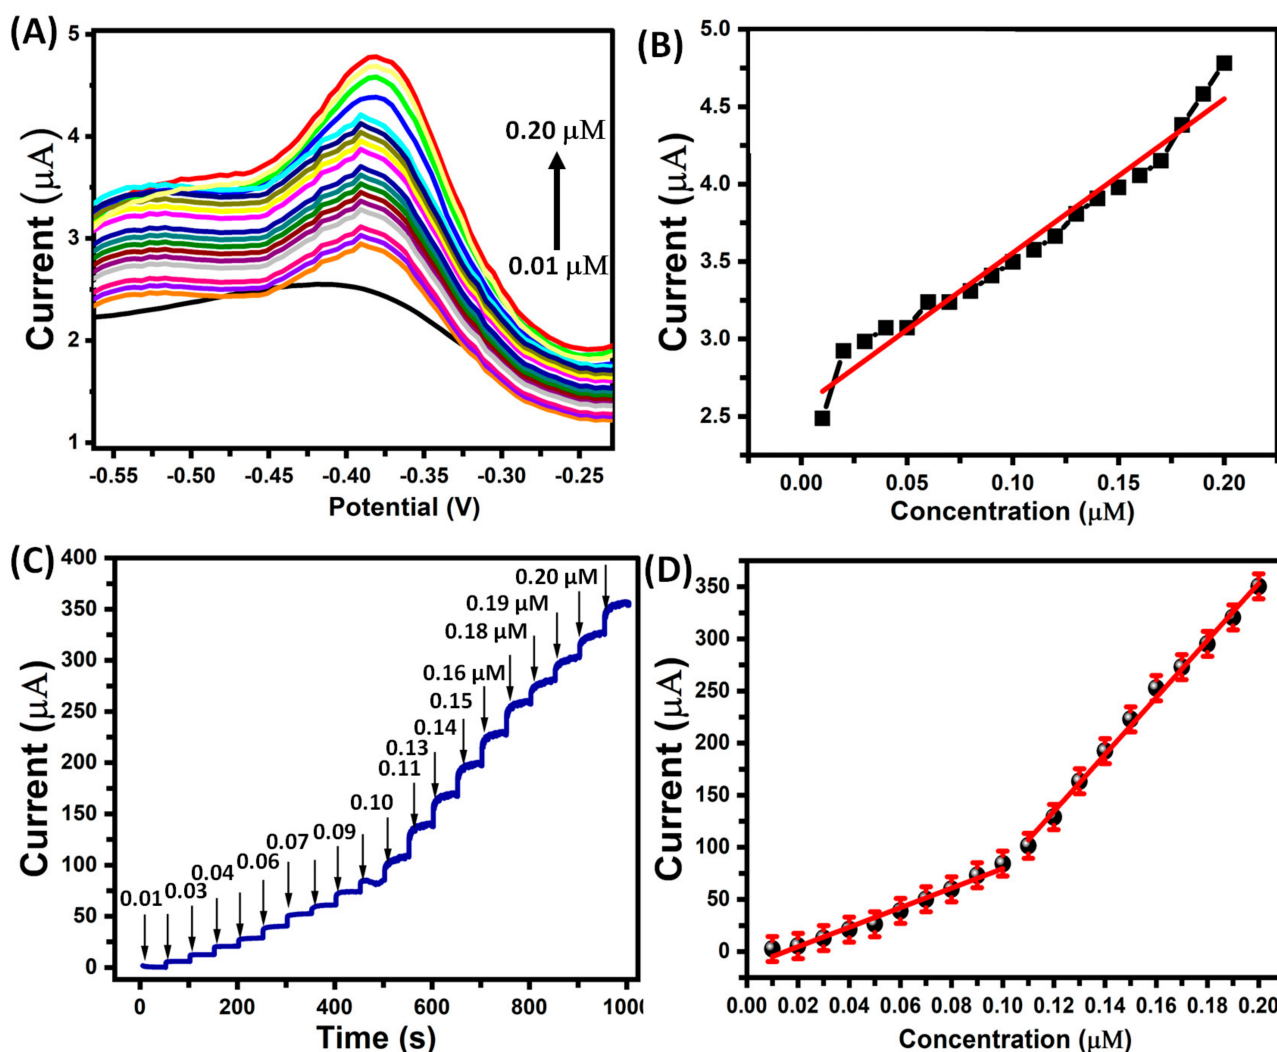 (A)
5
4
3
2
1
Current (μA)
0.20 μM
0.01 μM
-0.55 -0.50 -0.45 -0.40 -0.35 -0.30 -0.25
Potential (V)
(B)
5.0
4.5
4.0
3.5
3.0
2.5
Current (μA)
0.00 0.05 0.10 0.15 0.20
Concentration (μM)
(C)
400
350
300
250
200
150
100
50
0
Current (μA)
0.20 μM
0.19 μM
0.18 μM
0.16 μM
0.15
0.14
0.13
0.11
0.10
0.09
0.07
0.06
0.04
0.03
0.01
0 200 400 600 800 1000
Time (s)
(D)
350
300
250
200
150
100
50
0
Current (μA)
0.00 0.02 0.04 0.06 0.08 0.10 0.12 0.14 0.16 0.18 0.20
Concentration (μM)